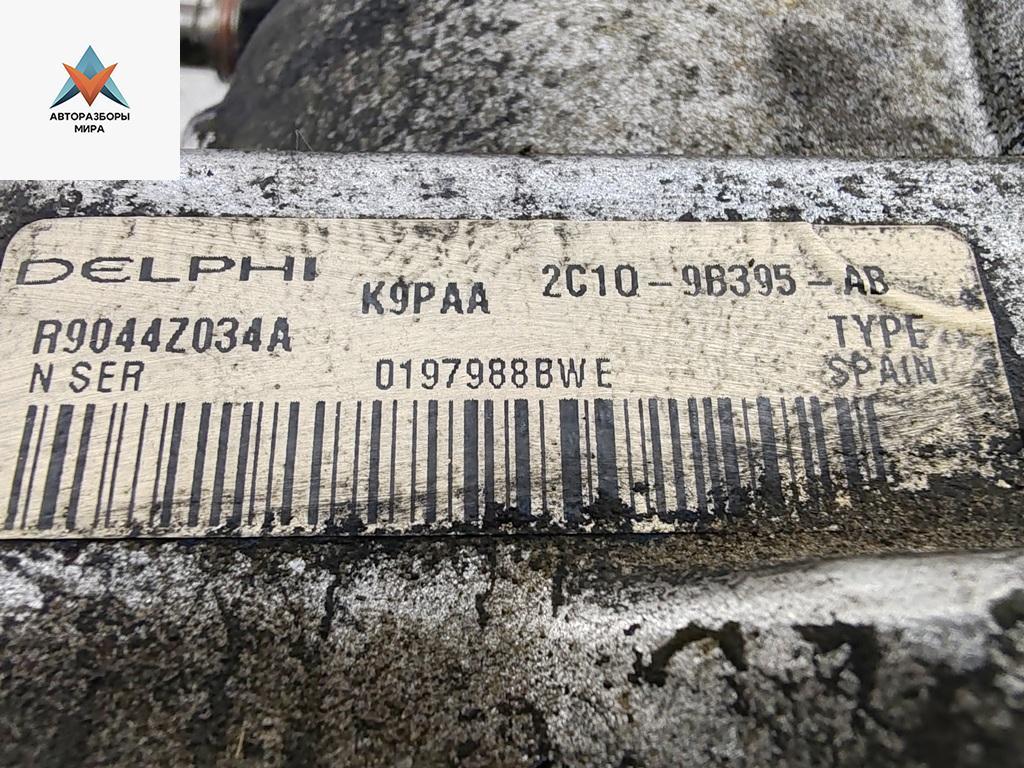 АВТОРАЗБОРЫ
МИРА
DELPHI
K9PAA 2C1Q-9B395-AB
R9044Z034A TYPE
N SER 0197988BWE SPAIN